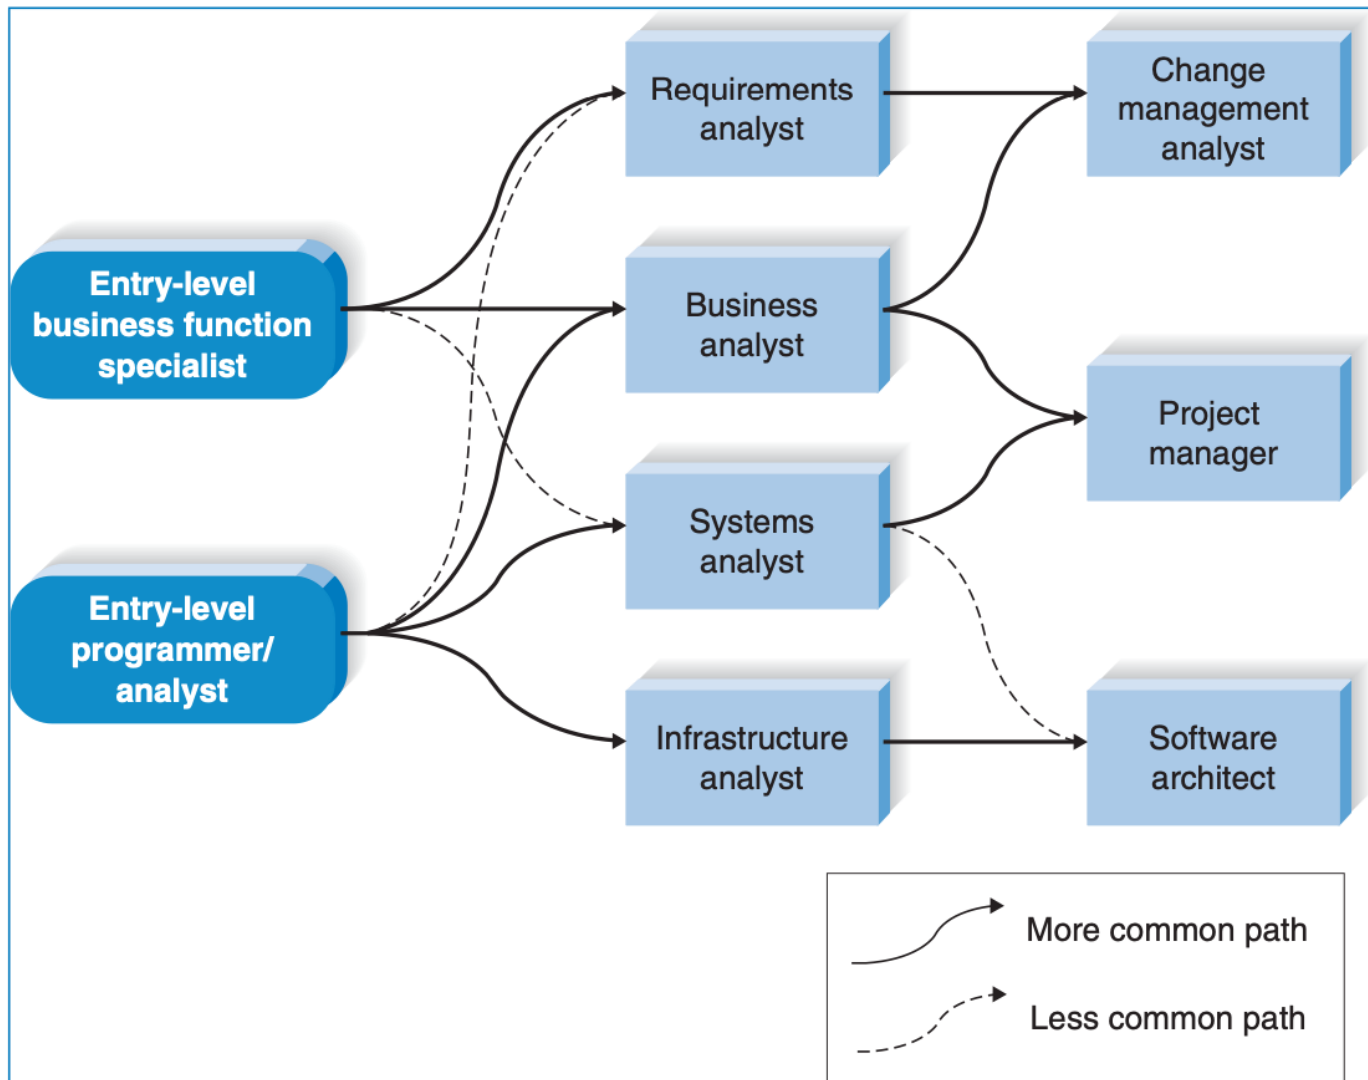 Entry-level
business function
specialist
Entry-level
programmer/
analyst
Requirements
analyst
Business
analyst
Systems
analyst
Infrastructure
analyst
Change
management
analyst
Project
manager
Software
architect
More common path
Less common path